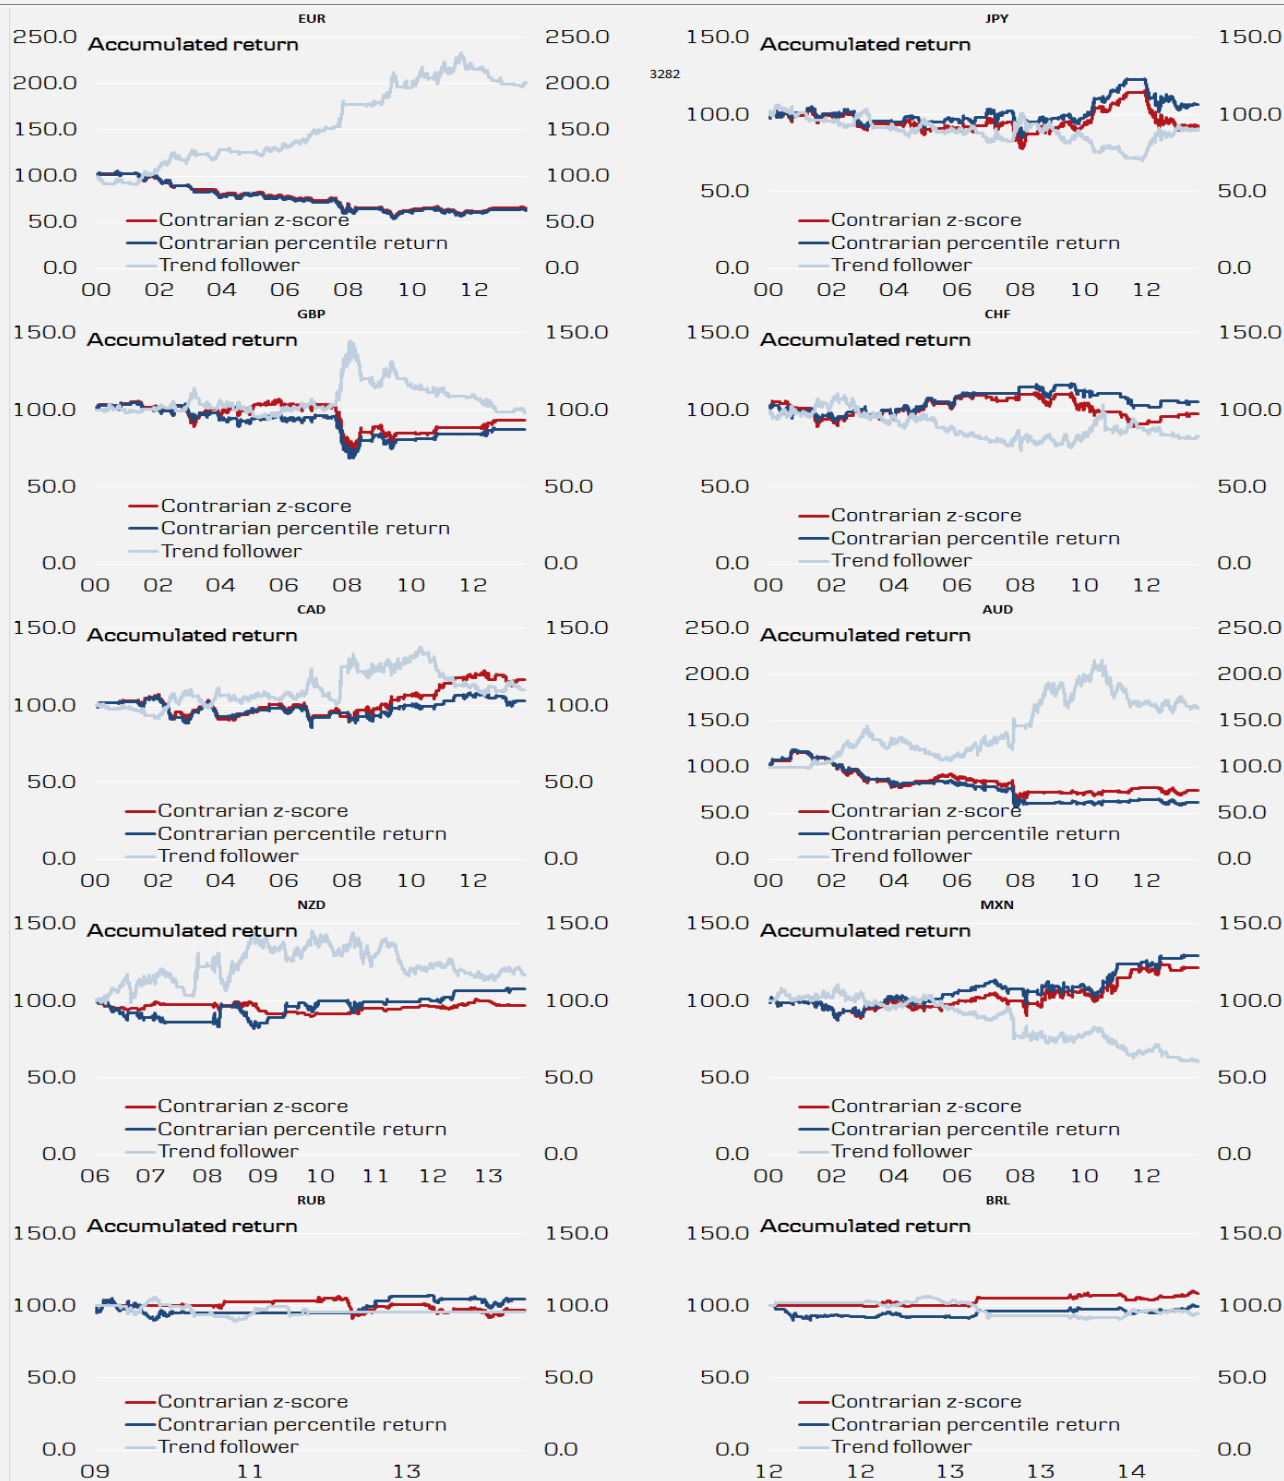 EUR
250.0 Accumulated return 250.0
200.0 200.0
150.0 150.0
100.0 100.0
50.0 50.0
Contrarian z-score
Contrarian percentile return
Trend follower
0.0 0.0
00 02 04 06 08 10 12
JPY
150.0 Accumulated return 150.0
3282
100.0 100.0
50.0 50.0
Contrarian z-score
Contrarian percentile return
Trend follower
0.0 0.0
00 02 04 06 08 10 12
GBP
150.0 Accumulated return 150.0
100.0 100.0
50.0 50.0
Contrarian z-score
Contrarian percentile return
Trend follower
0.0 0.0
00 02 04 06 08 10 12
CHF
150.0 Accumulated return 150.0
100.0 100.0
50.0 50.0
Contrarian z-score
Contrarian percentile return
Trend follower
0.0 0.0
00 02 04 06 08 10 12
CAD
150.0 Accumulated return 150.0
100.0 100.0
50.0 50.0
Contrarian z-score
Contrarian percentile return
Trend follower
0.0 0.0
00 02 04 06 08 10 12
AUD
250.0 Accumulated return 250.0
200.0 200.0
150.0 150.0
100.0 100.0
50.0 50.0
Contrarian z-score
Contrarian percentile return
Trend follower
0.0 0.0
00 02 04 06 08 10 12
NZD
150.0 Accumulated return 150.0
100.0 100.0
50.0 50.0
Contrarian z-score
Contrarian percentile return
Trend follower
0.0 0.0
06 07 08 09 10 11 12 13
MXN
150.0 Accumulated return 150.0
100.0 100.0
50.0 50.0
Contrarian z-score
Contrarian percentile return
Trend follower
0.0 0.0
00 02 04 06 08 10 12
RUB
Accumulated return
150.0 150.0
100.0 100.0
50.0 50.0
Contrarian z-score
Contrarian percentile return
Trend follower
0.0 0.0
09 11 13
BRL
Accumulated return
150.0 150.0
100.0 100.0
50.0 50.0
Contrarian z-score
Contrarian percentile return
Trend follower
0.0 0.0
12 12 13 13 14